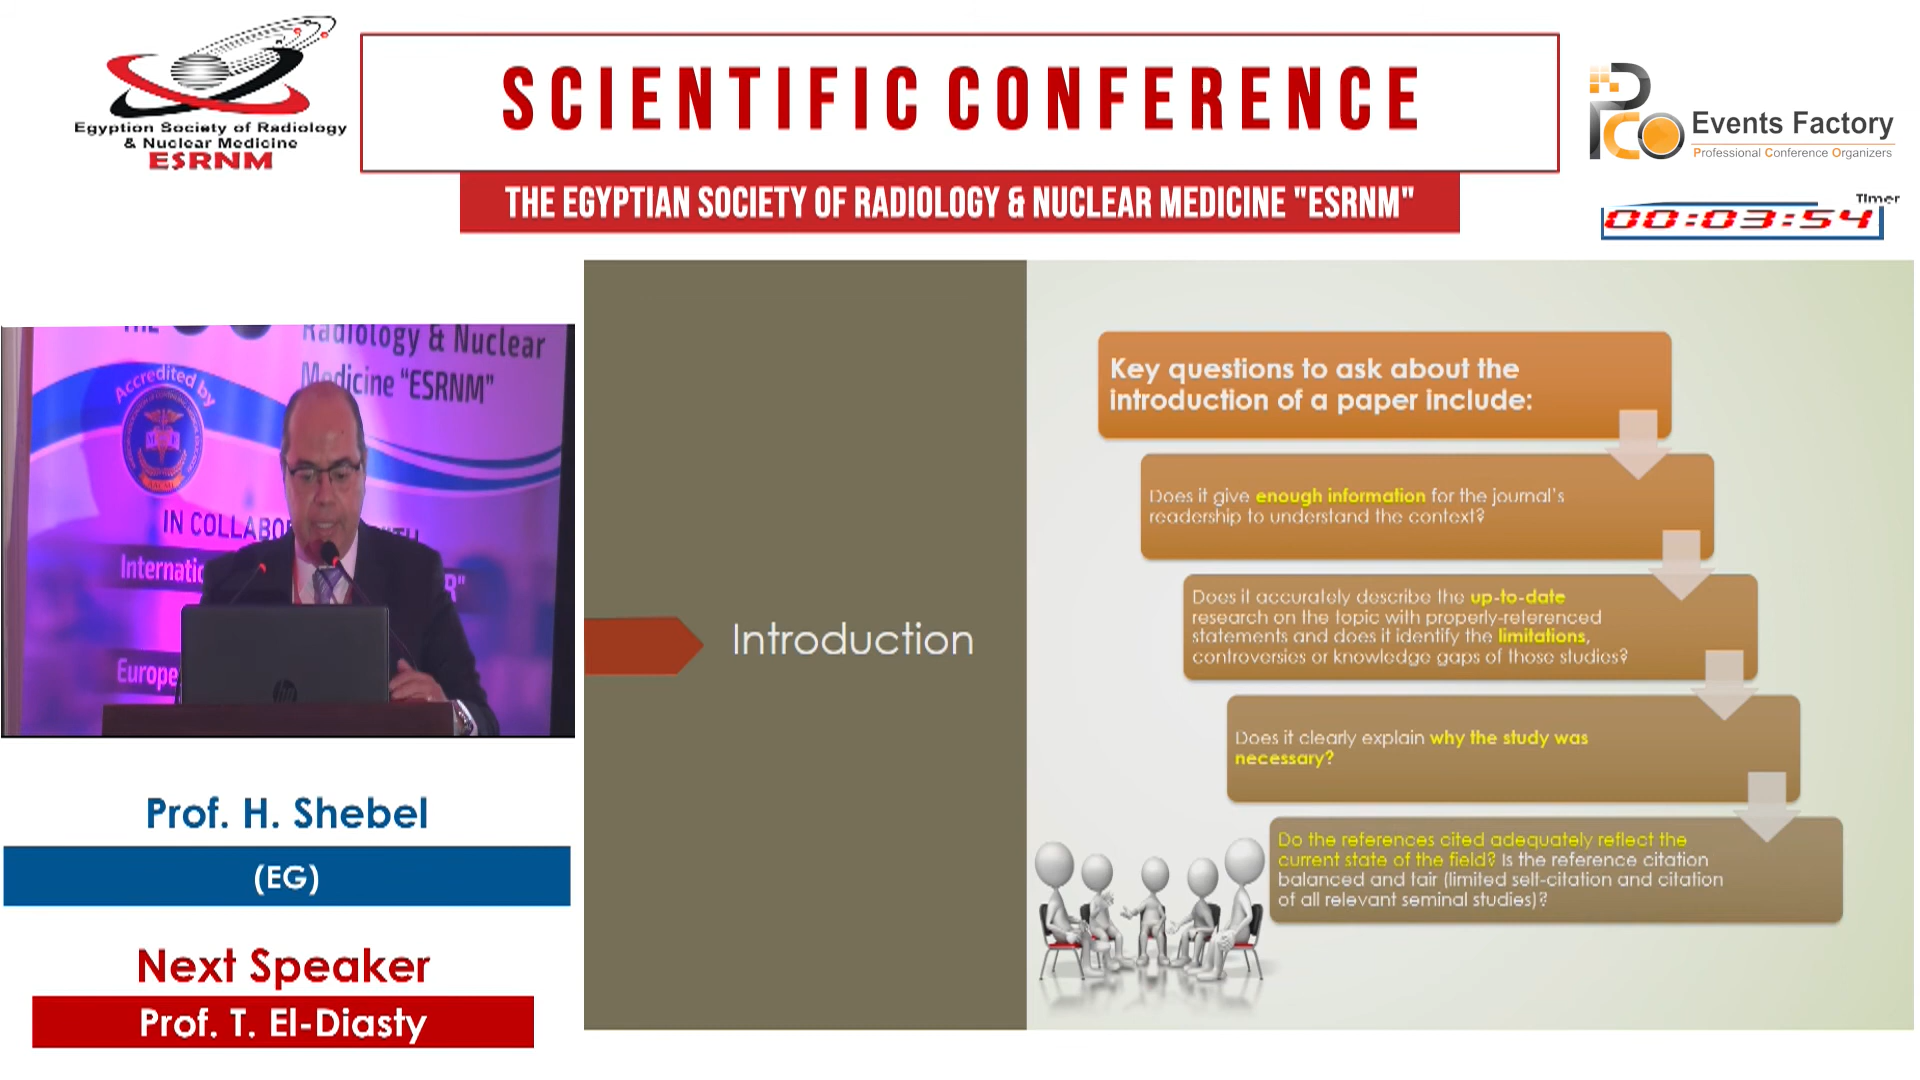 Egyptian Society of Radiology
& Nuclear Medicine
ESRNM
SCIENTIFIC CONFERENCE
THE EGYPTIAN SOCIETY OF RADIOLOGY & NUCLEAR MEDICINE "ESRNM"
PCO
Events Factory
Professional Conference Organizers
Timer
00:03:54
Radiology & Nuclear
Medicine "ESRNM"
Accredited by
IN COLLABO
Internatio
R"
Europe
hp
Prof. H. Shebel
(EG)
Next Speaker
Prof. T. El-Diasty
Introduction
Key questions to ask about the
introduction of a paper include:
Does it give enough information for the journal's
readership to understand the context?
Does it accurately describe the up-to-date
research on the topic with properly-referenced
statements and does it identify the limitations,
controversies or knowledge gaps of those studies?
Does it clearly explain why the study was
necessary?
Do the references cited adequately reflect the
current state of the field? Is the reference citation
balanced and fair (limited self-citation and citation
of all relevant seminal studies)?